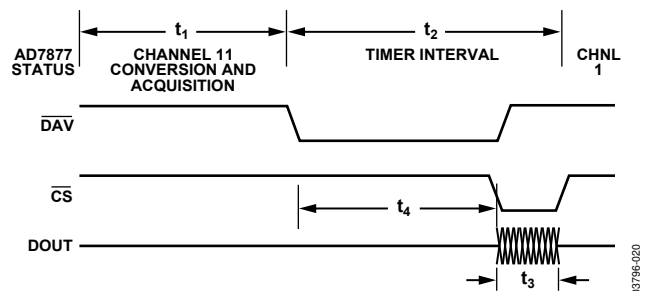 t1 t2
AD7877 STATUS
CHANNEL 11 CONVERSION AND ACQUISITION
TIMER INTERVAL
CHNL 1
DAV
CS
t4
DOUT
t3
03796-020